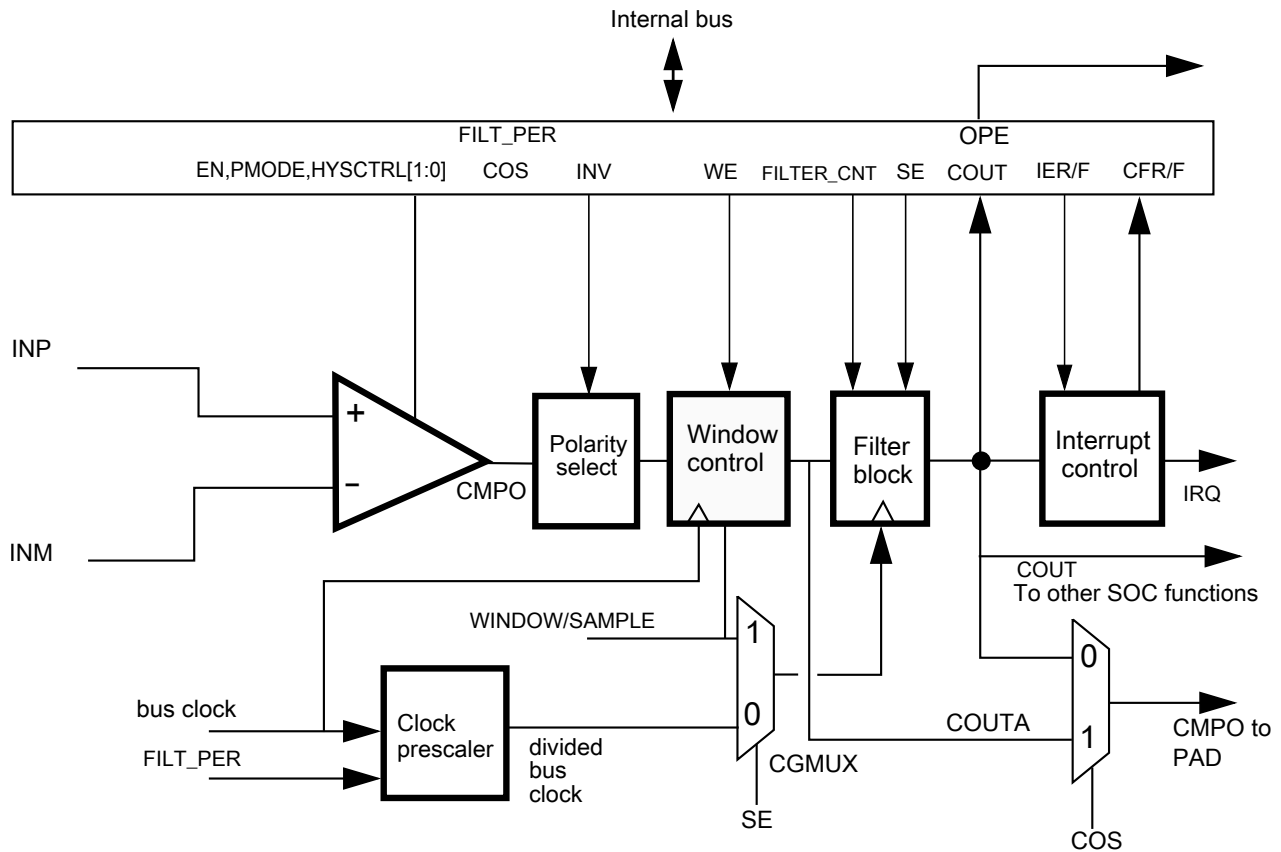 Internal bus
FILT_PER
OPE
EN,PMODE,HYSCTRL[1:0]
COS
INV
WE
FILTER_CNT
SE
COUT
IER/F
CFR/F
INP
+
−
INM
CMPO
Polarity
select
Window
control
Filter
block
Interrupt
control
IRQ
COUT
To other SOC functions
WINDOW/SAMPLE
1
0
CGMUX
SE
bus clock
FILT_PER
Clock
prescaler
divided
bus
clock
COUTA
0
1
COS
CMPO to
PAD